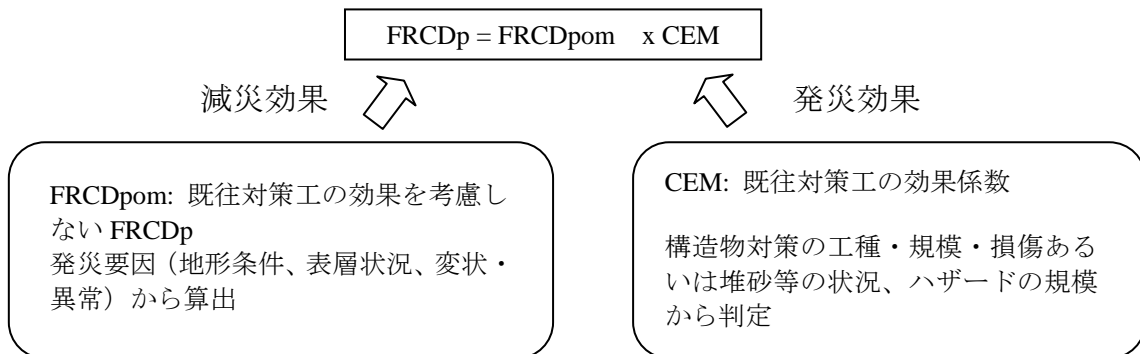 FRCDp = FRCDpom x CEM
減災効果
発災効果
FRCDpom: 既往対策工の効果を考慮し
ない FRCDp
発災要因（地形条件、表層状況、変状・
異常）から算出
CEM: 既往対策工の効果係数
構造物対策の工種・規模・損傷ある
いは堆砂等の状況、ハザードの規模
から判定